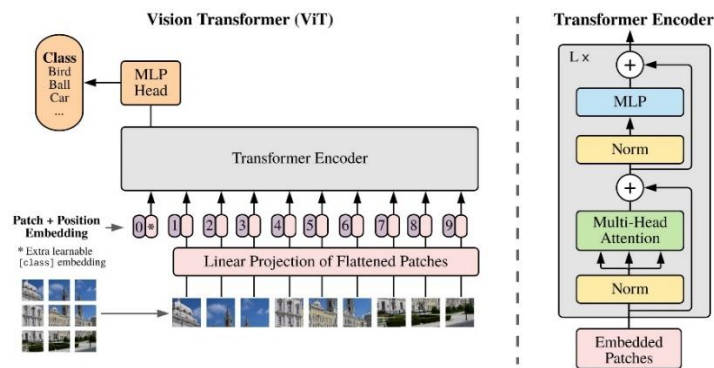 Vision Transformer (ViT)
Class
Bird
Ball
Car
...
MLP
Head
Transformer Encoder
Patch + Position
Embedding
0 * 1 2 3 4 5 6 7 8 9
* Extra learnable
[class] embedding
Linear Projection of Flattened Patches
Transformer Encoder
L ×
+
MLP
Norm
+
Multi-Head
Attention
Norm
Embedded
Patches